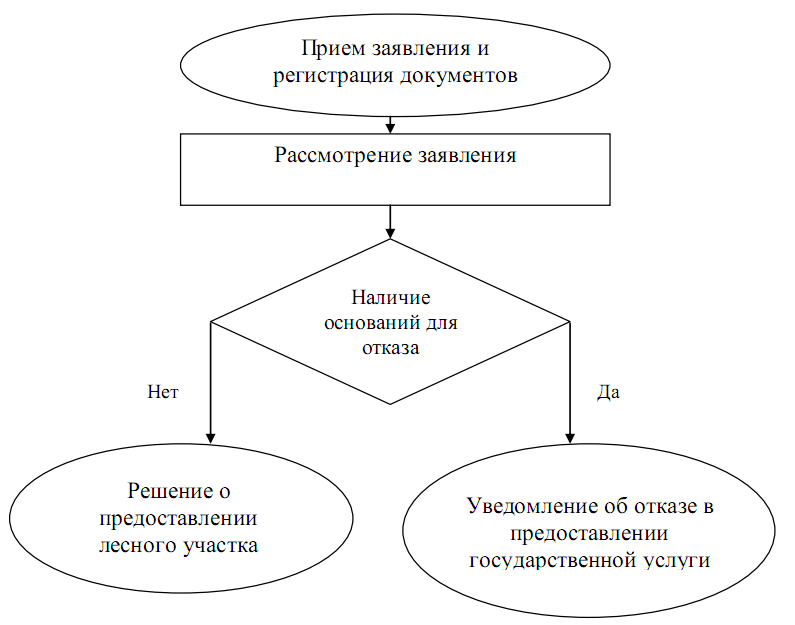 Прием заявления и
регистрация документов
Рассмотрение заявления
Наличие
оснований для
отказа
Нет
Да
Решение о
предоставлении
лесного участка
Уведомление об отказе в
предоставлении
государственной услуги